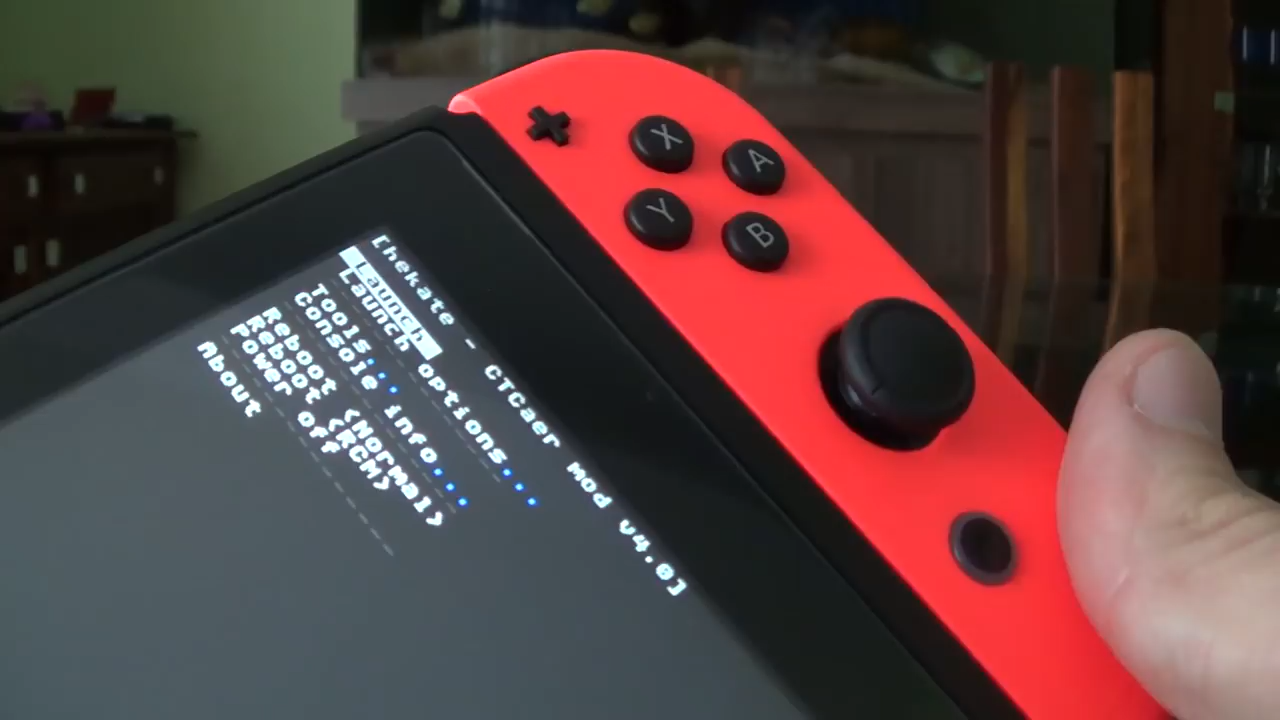 [hekate - CTCaer mod v4.0]
Launch
Launch options...
Tools...
Console info...
Reboot (Normal)
Reboot (RCM)
Power off
About
X
A
Y
B